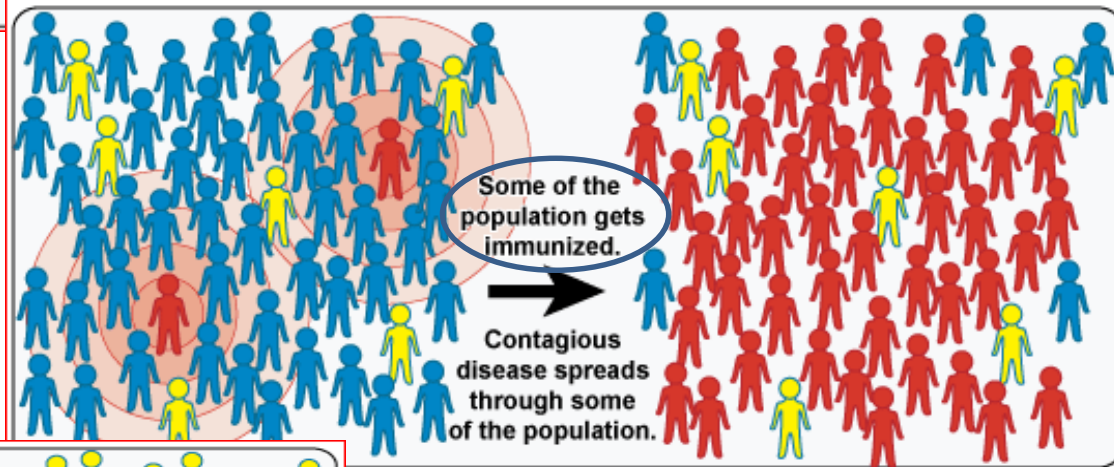 Some of the
population gets
immunized.
Contagious
disease spreads
through some
of the population.